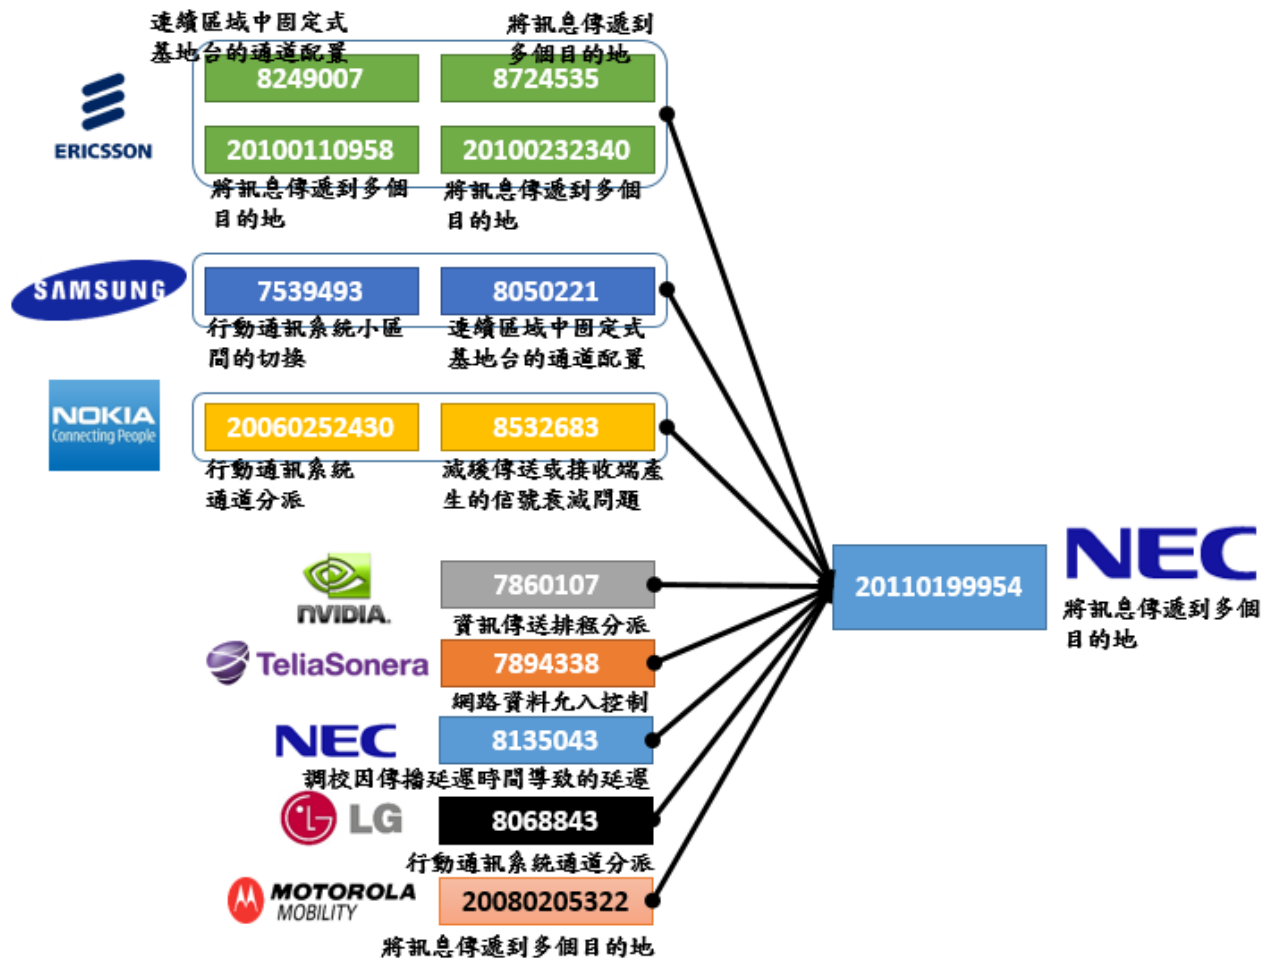 連續區域中固定式
基地台的通道配置
將訊息傳遞到
多個目的地
8249007
8724535
ERICSSON
20100110958
20100232340
將訊息傳遞到多個
目的地
將訊息傳遞到多個
目的地
SAMSUNG
7539493
8050221
行動通訊系統小區
間的切換
連續區域中固定式
基地台的通道配置
NOKIA
Connecting People
20060252430
8532683
行動通訊系統
通道分派
減緩傳送或接收端產
生的信號衰減問題
NVIDIA.
7860107
資訊傳送排程分派
TeliaSonera
7894338
網路資料允入控制
NEC
8135043
調校因傳播延遲時間導致的延遲
LG
8068843
行動通訊系統通道分派
MOTOROLA
MOBILITY
20080205322
將訊息傳遞到多個目的地
20110199954
NEC
將訊息傳遞到多個
目的地